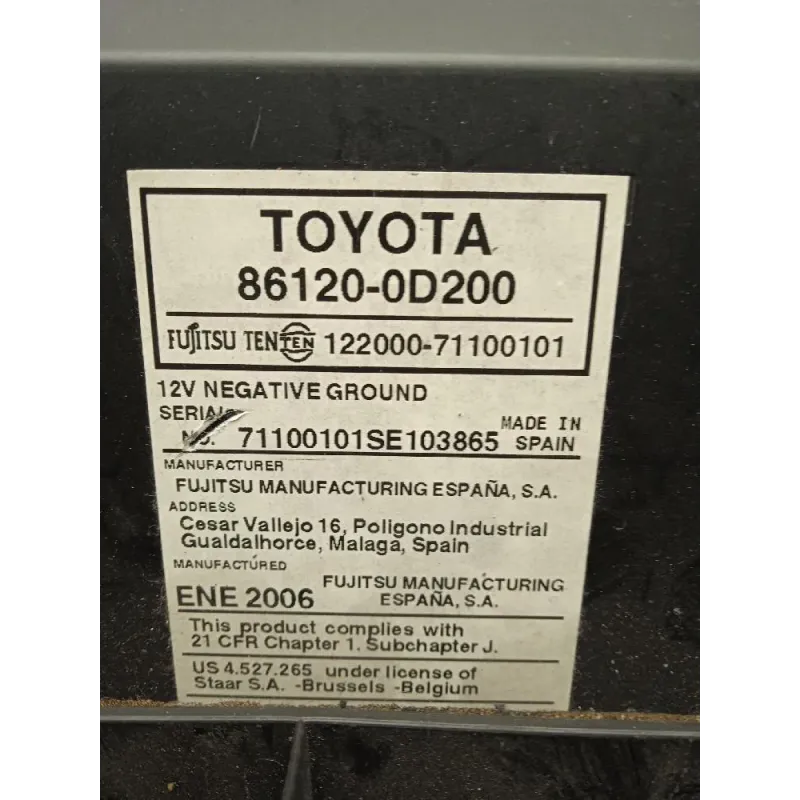 TOYOTA
86120-0D200
FUJITSU TEN TEN 122000-71100101
12V NEGATIVE GROUND
SERIAL
NO. 71100101SE103865
MADE IN
SPAIN
MANUFACTURER
FUJITSU MANUFACTURING ESPAÑA, S.A.
ADDRESS
Cesar Vallejo 16, Poligono Industrial
Gualdalhorce, Malaga, Spain
MANUFACTURED
ENE 2006
FUJITSU MANUFACTURING
ESPAÑA, S.A.
This product complies with
21 CFR Chapter 1. Subchapter J.
US 4.527.265 under license of
Staar S.A. -Brussels -Belgium